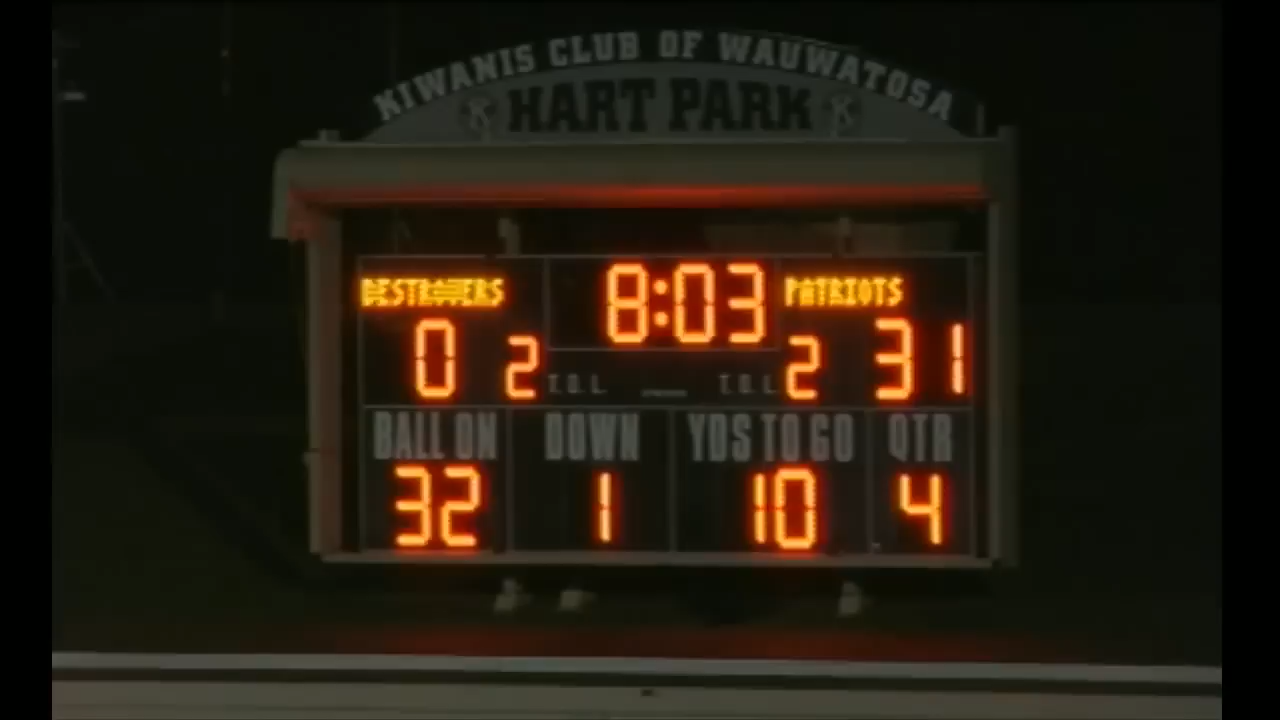 KIWANIS CLUB OF WAUWATOSA
HART PARK
DESTROYERS 8:03 PATRIOTS
0 2 T.O.L. T.O.L. 2 31
BALL ON DOWN YDS TO GO QTR
32 1 10 4